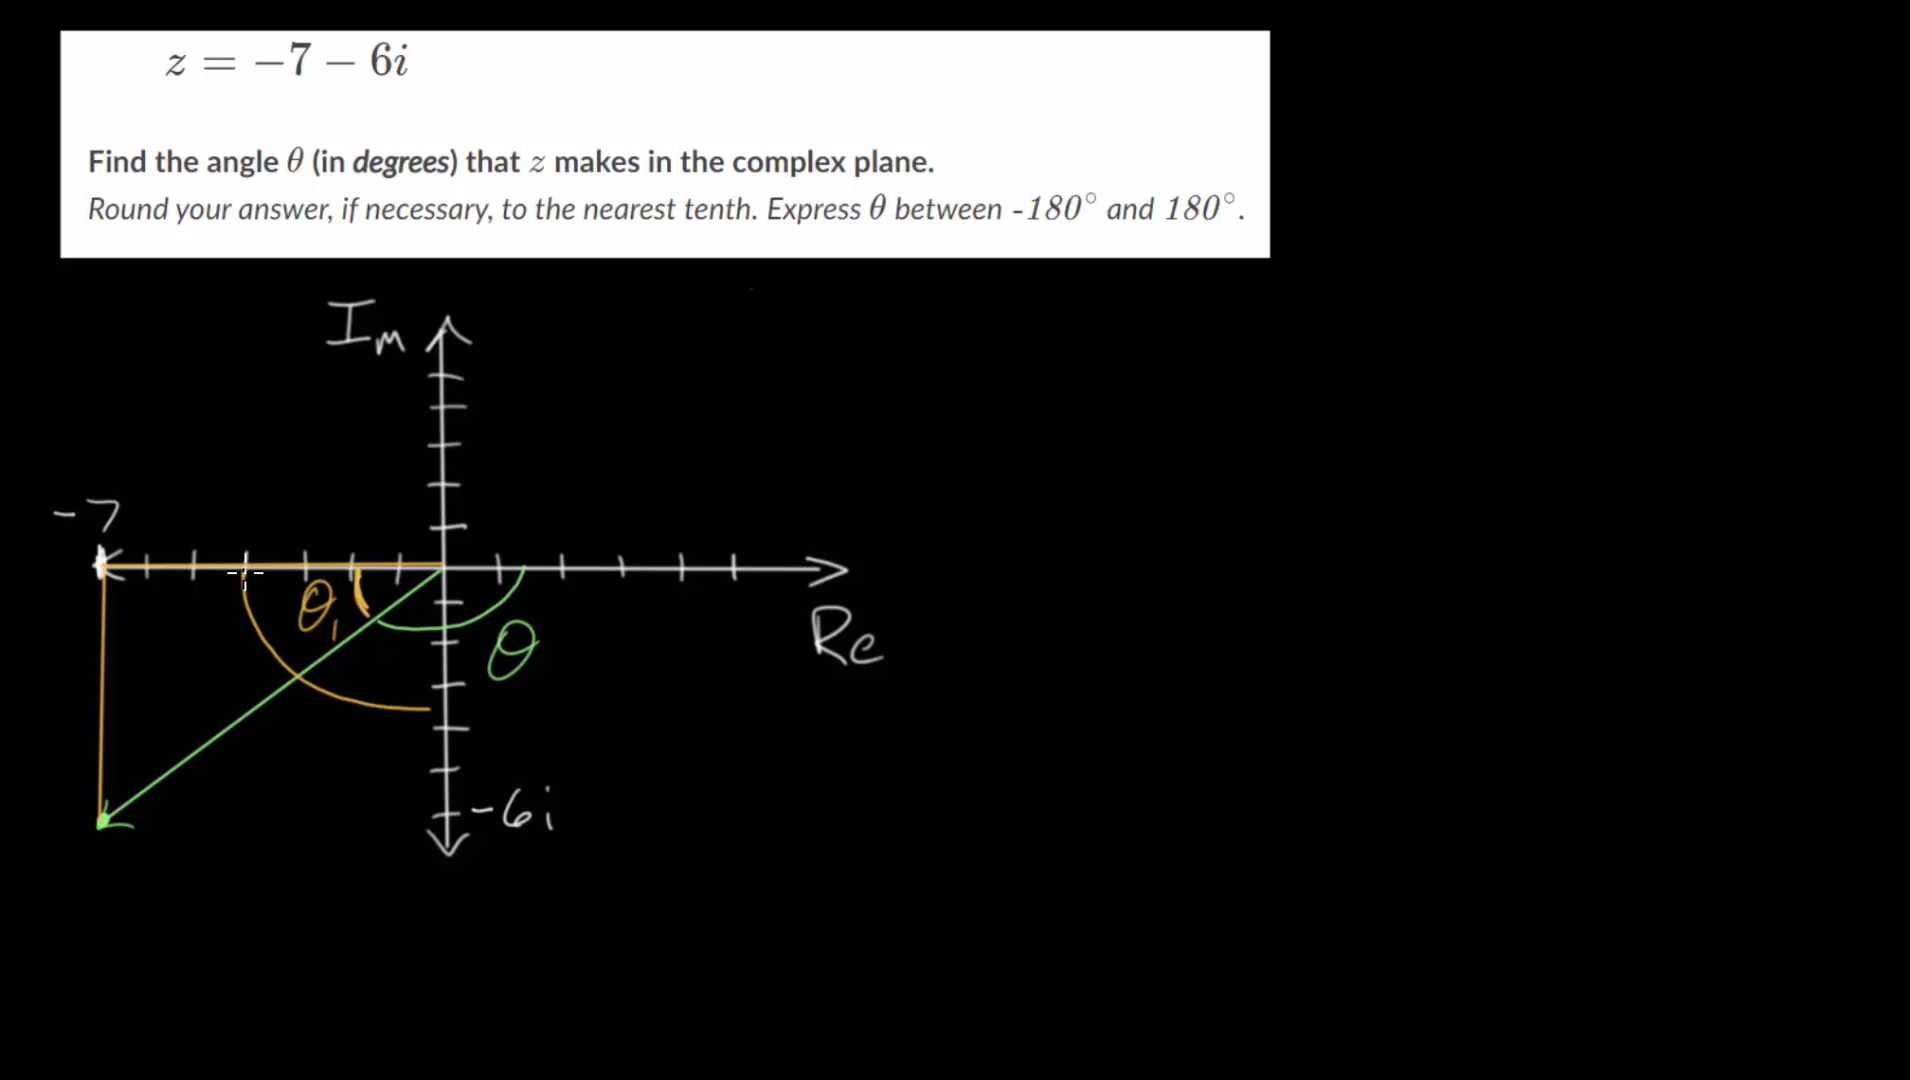 z = −7 − 6i
Find the angle θ (in degrees) that z makes in the complex plane.
Round your answer, if necessary, to the nearest tenth. Express θ between -180° and 180°.
Im
-7
θ₁
θ
Re
-6i